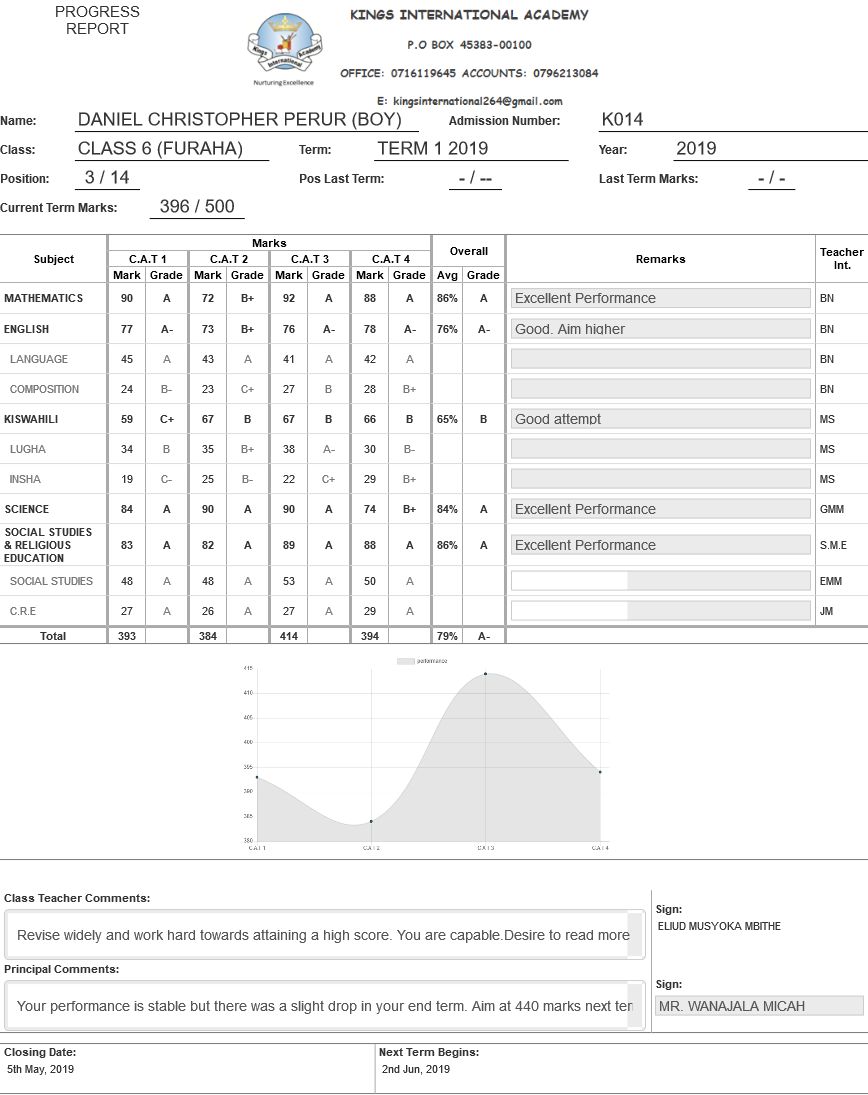 PROGRESS
REPORT
KINGS INTERNATIONAL ACADEMY
P.O BOX 45383-00100
OFFICE: 0716119645 ACCOUNTS: 0796213084
E: kingsinternational264@gmail.com
Kings International Academy
Nurturing Excellence
Name: DANIEL CHRISTOPHER PERUR (BOY) Admission Number: K014
Class: CLASS 6 (FURAHA) Term: TERM 1 2019 Year: 2019
Position: 3 / 14 Pos Last Term: - / -- Last Term Marks: - / -
Current Term Marks: 396 / 500
Subject Marks Overall Remarks Teacher Int.
C.A.T 1 C.A.T 2 C.A.T 3 C.A.T 4
Mark Grade Mark Grade Mark Grade Mark Grade Avg Grade
MATHEMATICS 90 A 72 B+ 92 A 88 A 86% A Excellent Performance BN
ENGLISH 77 A- 73 B+ 76 A- 78 A- 76% A- Good. Aim higher BN
LANGUAGE 45 A 43 A 41 A 42 A BN
COMPOSITION 24 B- 23 C+ 27 B 28 B+ BN
KISWAHILI 59 C+ 67 B 67 B 66 B 65% B Good attempt MS
LUGHA 34 B 35 B+ 38 A- 30 B- MS
INSHA 19 C- 25 B- 22 C+ 29 B+ MS
SCIENCE 84 A 90 A 90 A 74 B+ 84% A Excellent Performance GMM
SOCIAL STUDIES
& RELIGIOUS
EDUCATION 83 A 82 A 89 A 88 A 86% A Excellent Performance S.M.E
SOCIAL STUDIES 48 A 48 A 53 A 50 A EMM
C.R.E 27 A 26 A 27 A 29 A JM
Total 393 384 414 394 79% A-
performance
415
410
405
400
395
390
385
380
C.A.T 1 C.A.T 2 C.A.T 3 C.A.T 4
Class Teacher Comments:
Revise widely and work hard towards attaining a high score. You are capable.Desire to read more
Sign:
ELIUD MUSYOKA MBITHE
Principal Comments:
Your performance is stable but there was a slight drop in your end term. Aim at 440 marks next ter
Sign:
MR. WANAJALA MICAH
Closing Date:
5th May, 2019
Next Term Begins:
2nd Jun, 2019